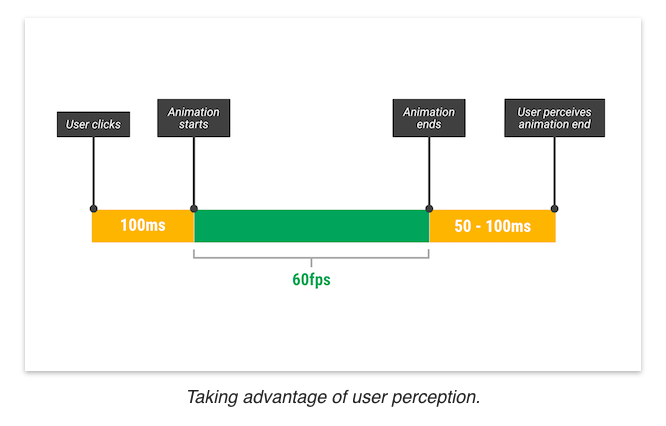 User clicks
Animation
starts
Animation
ends
User perceives
animation end
100ms
50 - 100ms
60fps
Taking advantage of user perception.